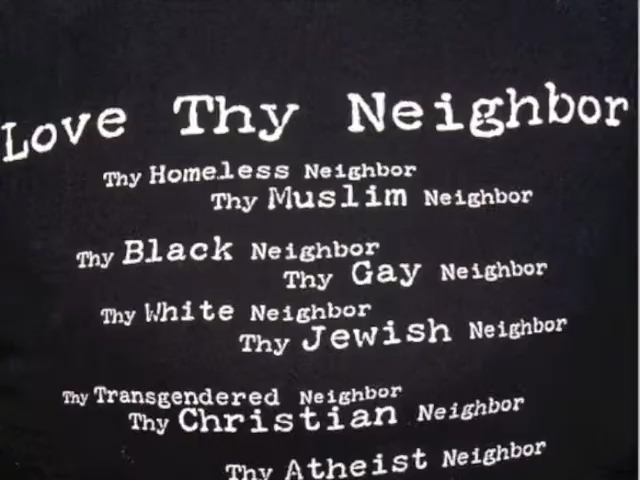 Love Thy Neighbor
Thy Homeless Neighbor
Thy Muslim Neighbor
Thy Black Neighbor
Thy Gay Neighbor
Thy White Neighbor
Thy Jewish Neighbor
Thy Transgendered Neighbor
Thy Christian Neighbor
Thy Atheist Neighbor